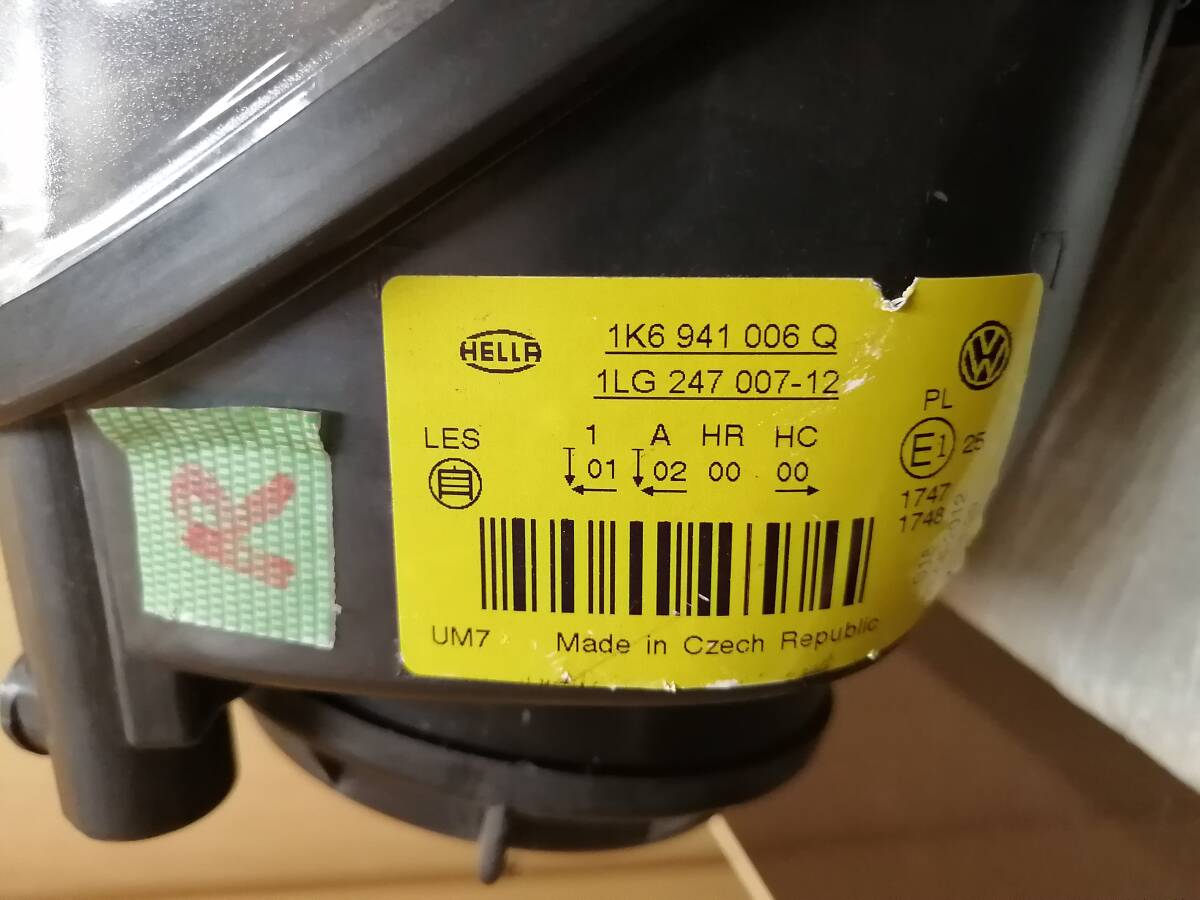 HELLA
1K6 941 006 Q
1LG 247 007-12
LES
1 A HR HC
01 02 00 00
自
PL
E1 25
1747
1748
UM7 Made in Czech Republic
R